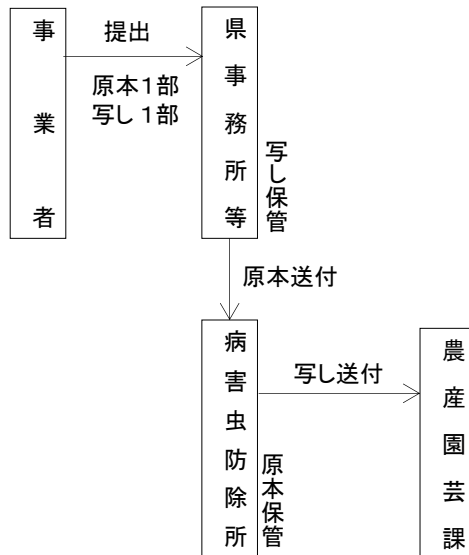 事業者
提出
原本１部
写し１部
県事務所等
写し保管
原本送付
病害虫防除所
原本保管
写し送付
農産園芸課